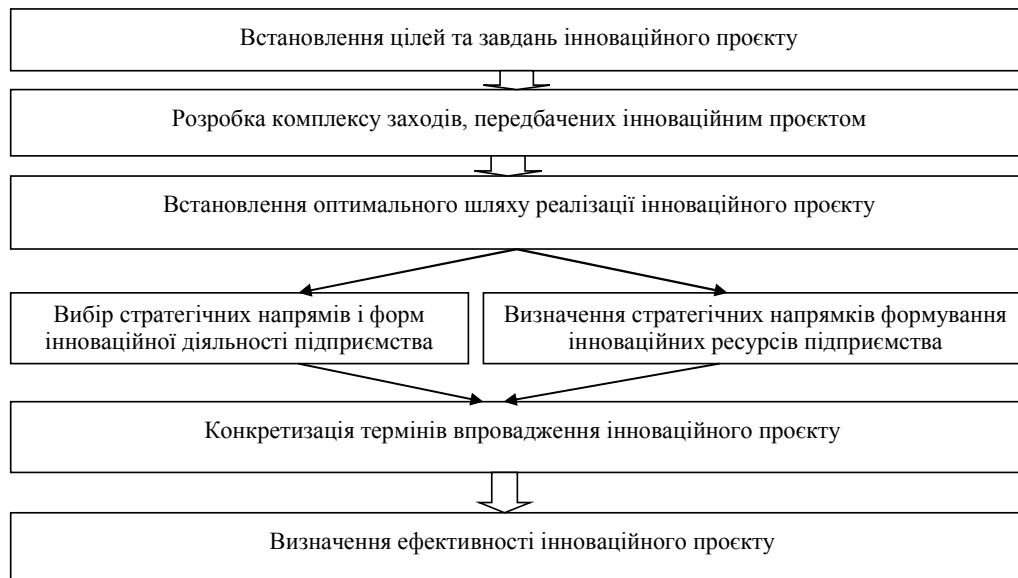 Встановлення цілей та завдань інноваційного проєкту
Розробка комплексу заходів, передбачених інноваційним проєктом
Встановлення оптимального шляху реалізації інноваційного проєкту
Вибір стратегічних напрямів і форм
інноваційної діяльності підприємства
Визначення стратегічних напрямків формування
інноваційних ресурсів підприємства
Конкретизація термінів впровадження інноваційного проєкту
Визначення ефективності інноваційного проєкту